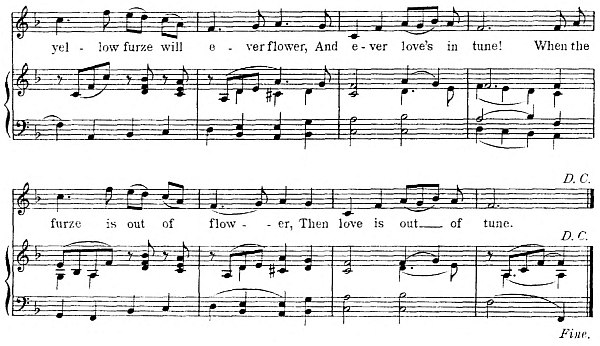 yel - low furze will e - ver flower, And e - ver love's in tune! When the
D. C.
furze is out of flow - - er, Then love is out of tune.
D. C.
Fine.